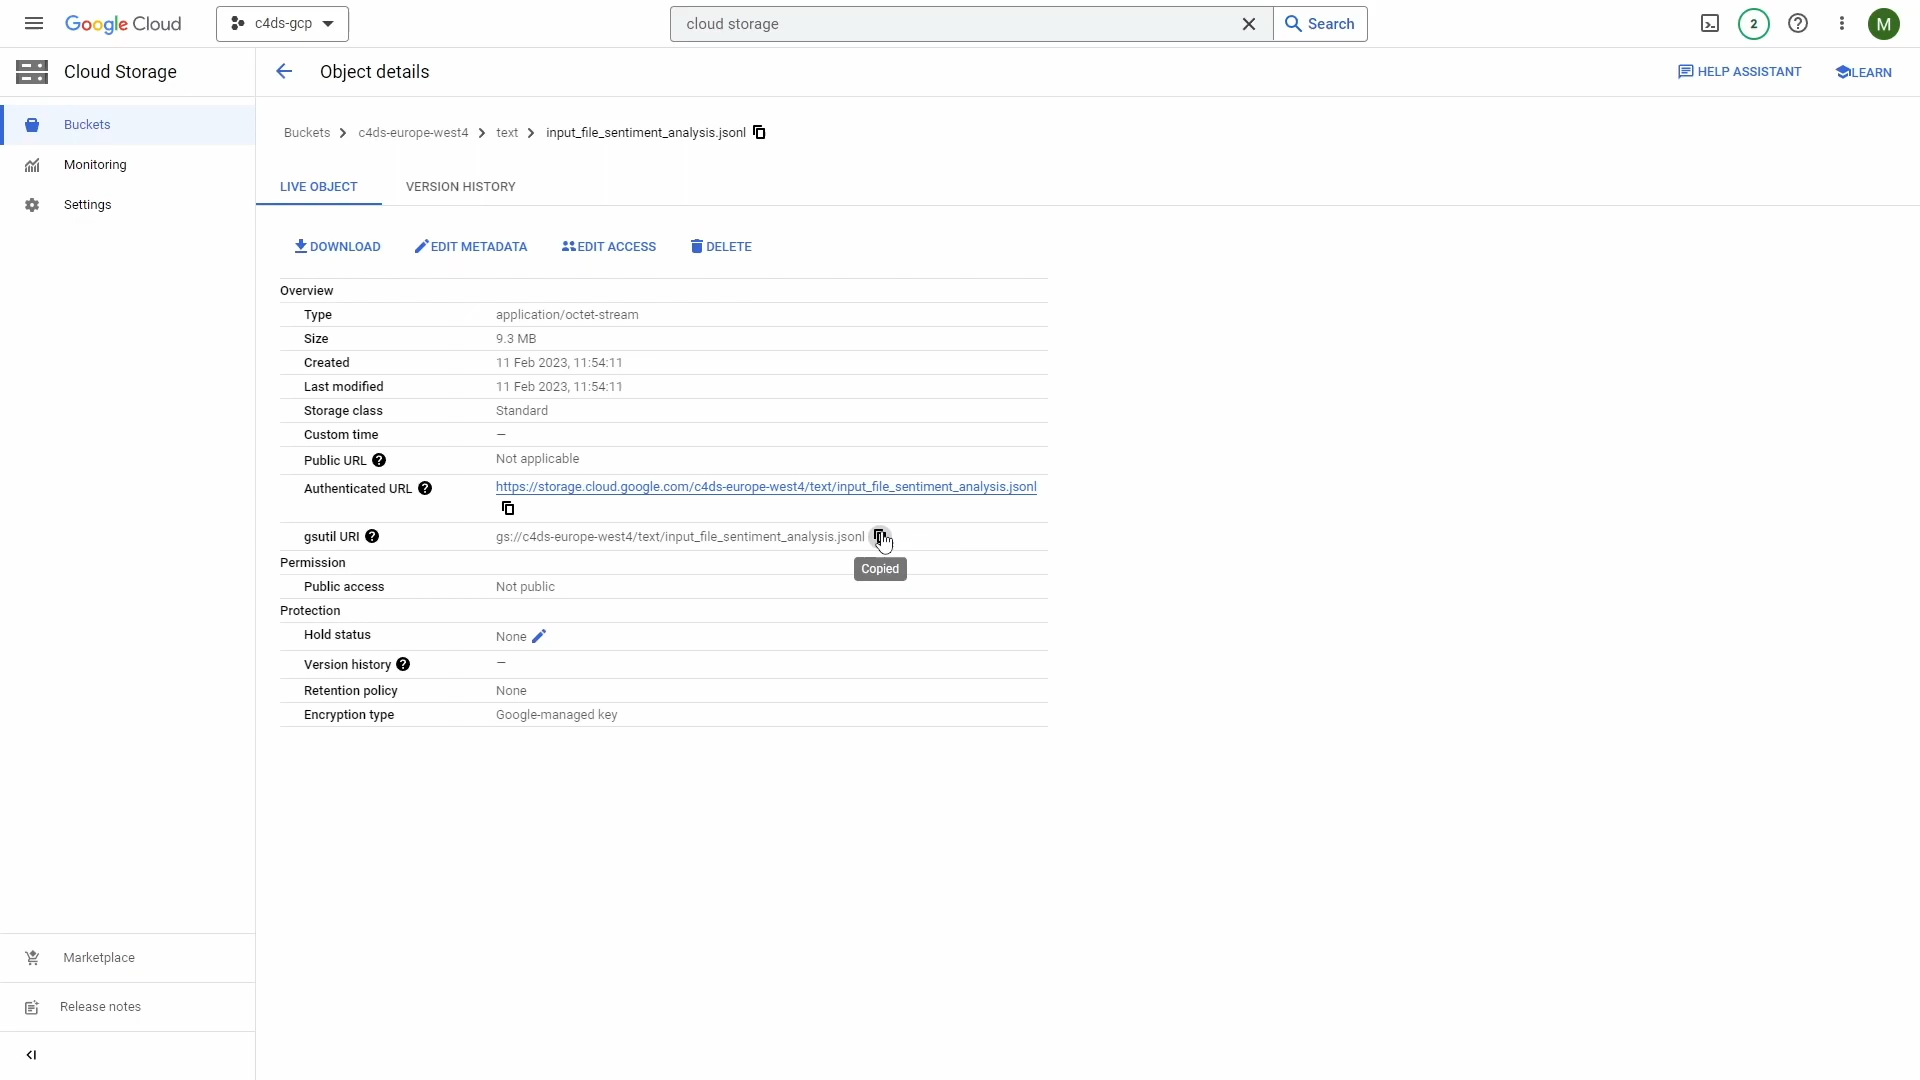 Google Cloud
c4ds-gcp
cloud storage
Search
2
M
Cloud Storage
Object details
HELP ASSISTANT
LEARN
Buckets
Monitoring
Settings
Buckets
c4ds-europe-west4
text
input_file_sentiment_analysis.jsonl
LIVE OBJECT
VERSION HISTORY
DOWNLOAD
EDIT METADATA
EDIT ACCESS
DELETE
Overview
Type application/octet-stream
Size 9.3 MB
Created 11 Feb 2023, 11:54:11
Last modified 11 Feb 2023, 11:54:11
Storage class Standard
Custom time —
Public URL Not applicable
Authenticated URL https://storage.cloud.google.com/c4ds-europe-west4/text/input_file_sentiment_analysis.jsonl
gsutil URI gs://c4ds-europe-west4/text/input_file_sentiment_analysis.jsonl
Copied
Permission
Public access Not public
Protection
Hold status None
Version history —
Retention policy None
Encryption type Google-managed key
Marketplace
Release notes